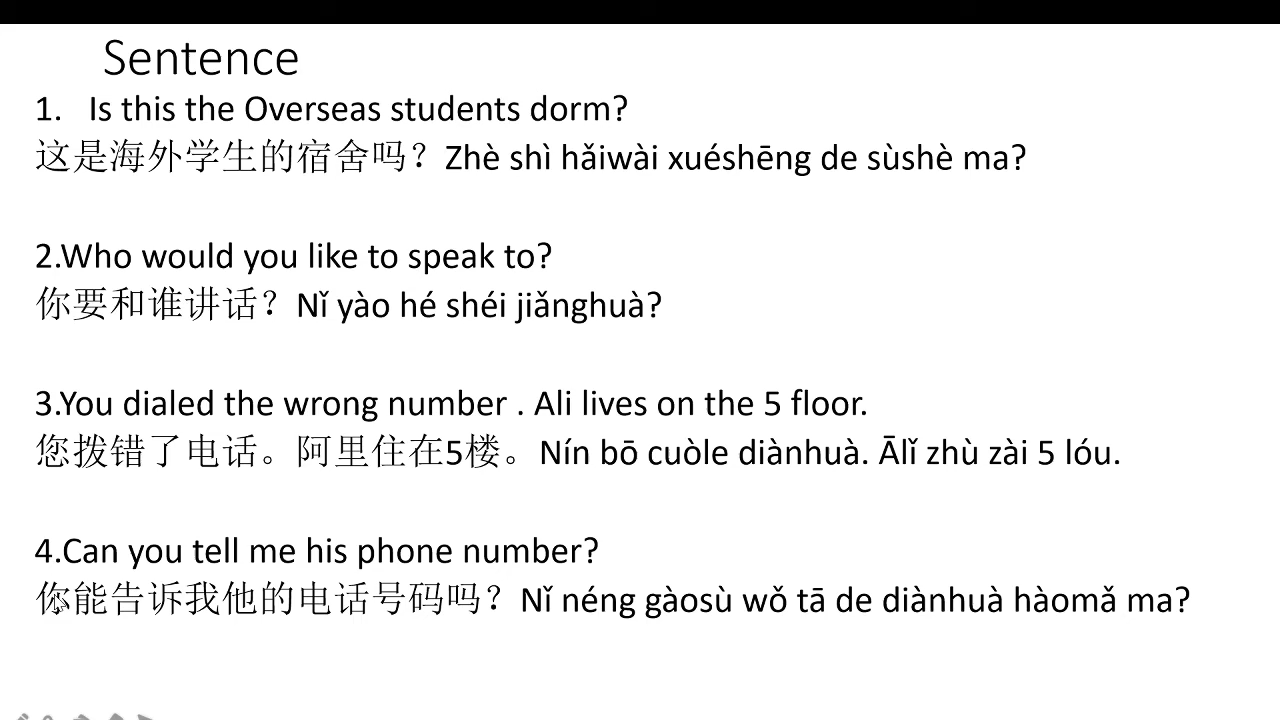 Sentence
1. Is this the Overseas students dorm?
这是海外学生的宿舍吗？Zhè shì hǎiwài xuéshēng de sùshè ma?
2.Who would you like to speak to?
你要和谁讲话？Nǐ yào hé shéi jiǎnghuà?
3.You dialed the wrong number . Ali lives on the 5 floor.
您拨错了电话。阿里住在5楼。Nín bō cuòle diànhuà. Ālǐ zhù zài 5 lóu.
4.Can you tell me his phone number?
你能告诉我他的电话号码吗？Nǐ néng gàosù wǒ tā de diànhuà hàomǎ ma?